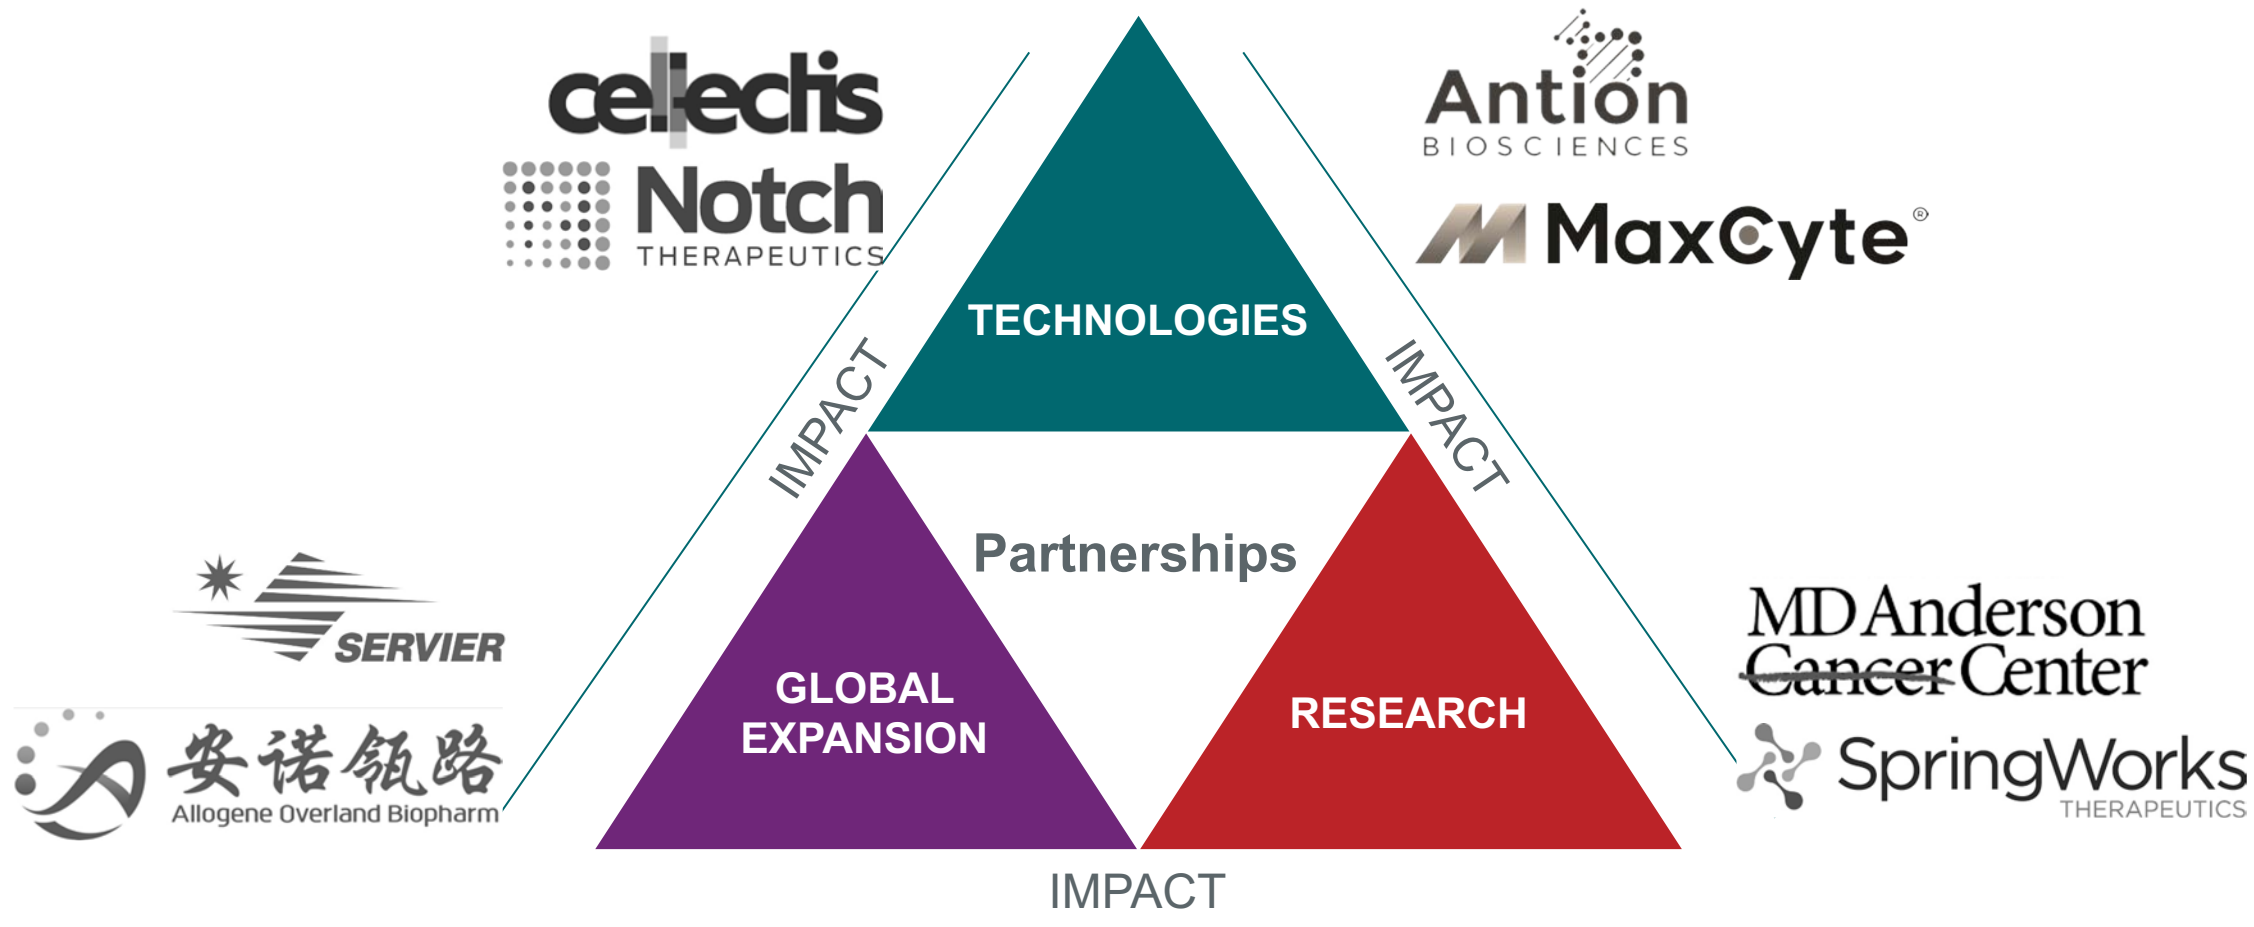 cellectis
Notch
THERAPEUTICS
Antion
BIOSCIENCES
MaxCyte®
TECHNOLOGIES
IMPACT
IMPACT
Partnerships
SERVIER
安诺瓴路
Allogene Overland Biopharm
GLOBAL
EXPANSION
RESEARCH
MD Anderson
Cancer Center
SpringWorks
THERAPEUTICS
IMPACT